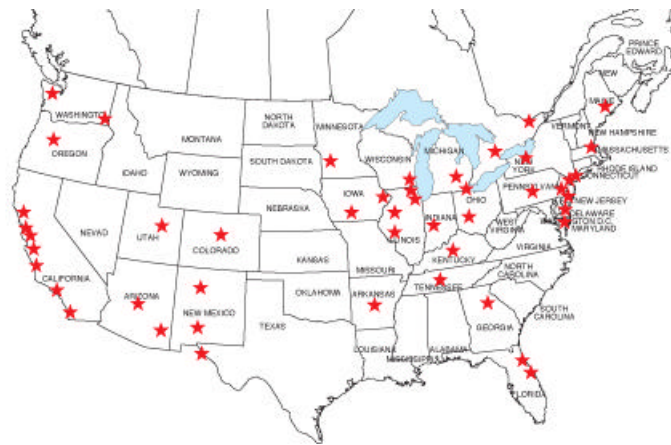 PRINCE
EDWARD
NEW
MAINE
WASHINGTON
MONTANA
NORTH
DAKOTA
MINNESOTA
VERMONT
NEW HAMPSHIRE
OREGON
IDAHO
WYOMING
SOUTH DAKOTA
WISCONSIN
MICHIGAN
NEW
YORK
MASSACHUSETTS
RHODE ISLAND
CONNECTICUT
NEBRASKA
IOWA
PENNSYLVANIA
NEW JERSEY
NEVAD
UTAH
COLORADO
ILLINOIS
INDIANA
OHIO
WEST
VIRGINIA
DELAWARE
WASHINGTON D.C.
MARYLAND
VIRGINIA
CALIFORNIA
KANSAS
MISSOURI
KENTUCKY
NORTH
CAROLINA
ARIZONA
NEW MEXICO
OKLAHOMA
ARKANSAS
TENNESSEE
SOUTH
CAROLINA
TEXAS
LOUISIANA
MISSISSIPPI
ALABAMA
GEORGIA
FLORIDA